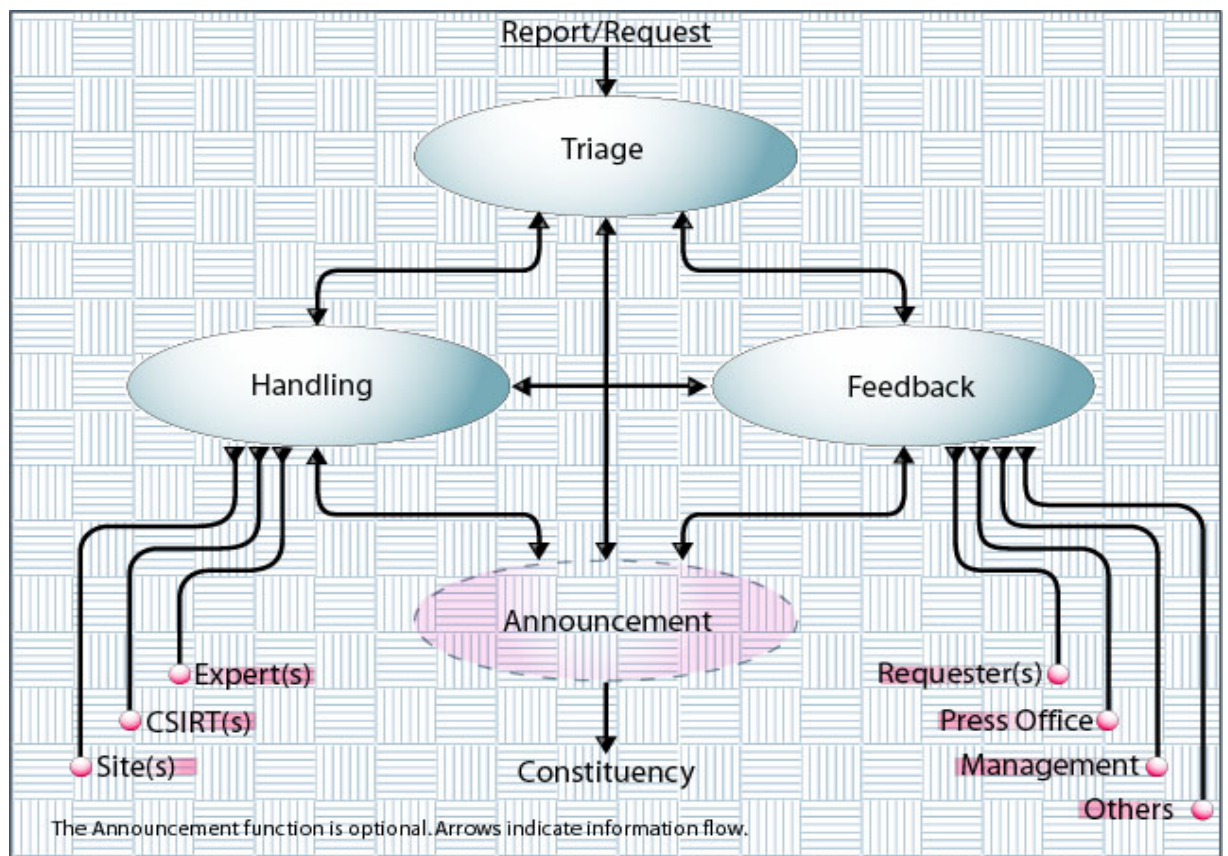 Report/Request
Triage
Handling
Feedback
Announcement
Expert(s)
CSIRT(s)
Site(s)
Requester(s)
Press Office
Management
Others
Constituency
The Announcement function is optional. Arrows indicate information flow.